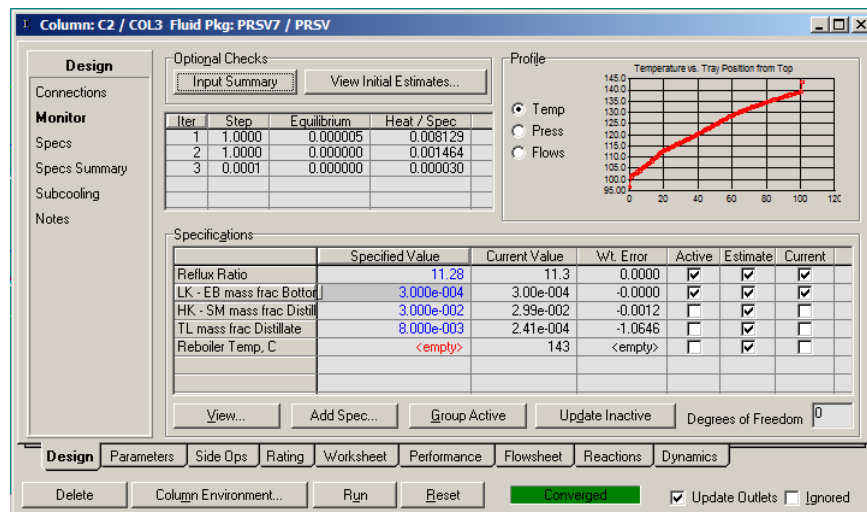 Column: C2 / COL3 Fluid Pkg: PRSV7 / PRSV
Design
Connections
Monitor
Specs
Specs Summary
Subcooling
Notes
Optional Checks
Input Summary View Initial Estimates...
Iter Step Equilibrium Heat / Spec
1 1.0000 0.000005 0.008129
2 1.0000 0.000000 0.001464
3 0.0001 0.000000 0.000030
Profile
Temp
Press
Flows
Temperature vs. Tray Position from Top
145.0
140.0
135.0
130.0
125.0
120.0
115.0
110.0
105.0
100.0
95.00
0 20 40 60 80 100 120
Specifications
Specified Value Current Value Wt. Error Active Estimate Current
Reflux Ratio 11.28 11.3 0.0000
LK - EB mass frac Bottor 3.000e-004 3.00e-004 -0.0000
HK - SM mass frac Distill 3.000e-002 2.99e-002 -0.0012
TL mass frac Distillate 8.000e-003 2.41e-004 -1.0646
Reboiler Temp, C <empty> 143 <empty>
View... Add Spec... Group Active Update Inactive Degrees of Freedom 0
Design Parameters Side Ops Rating Worksheet Performance Flowsheet Reactions Dynamics
Delete Column Environment... Run Reset Converged Update Outlets Ignored